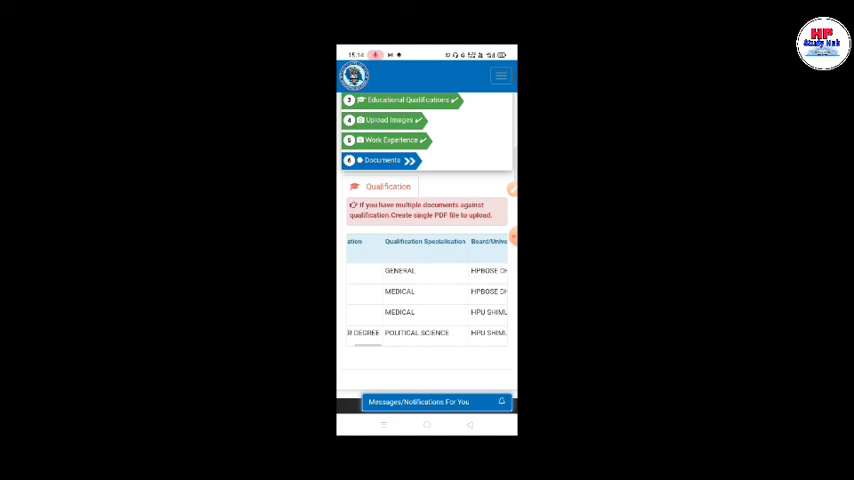 HP
Study Hub
15.14
3 Educational Qualifications
4 Upload Images
5 Work Experience
6 Documents
Qualification
If you have multiple documents against
qualification.Create single PDF file to upload.
ation Qualification Specialisation Board/Unive
GENERAL HPBOSE DH
MEDICAL HPBOSE DH
MEDICAL HPU SHIML
R DEGREE POLITICAL SCIENCE HPU SHIML
Messages/Notifications For You